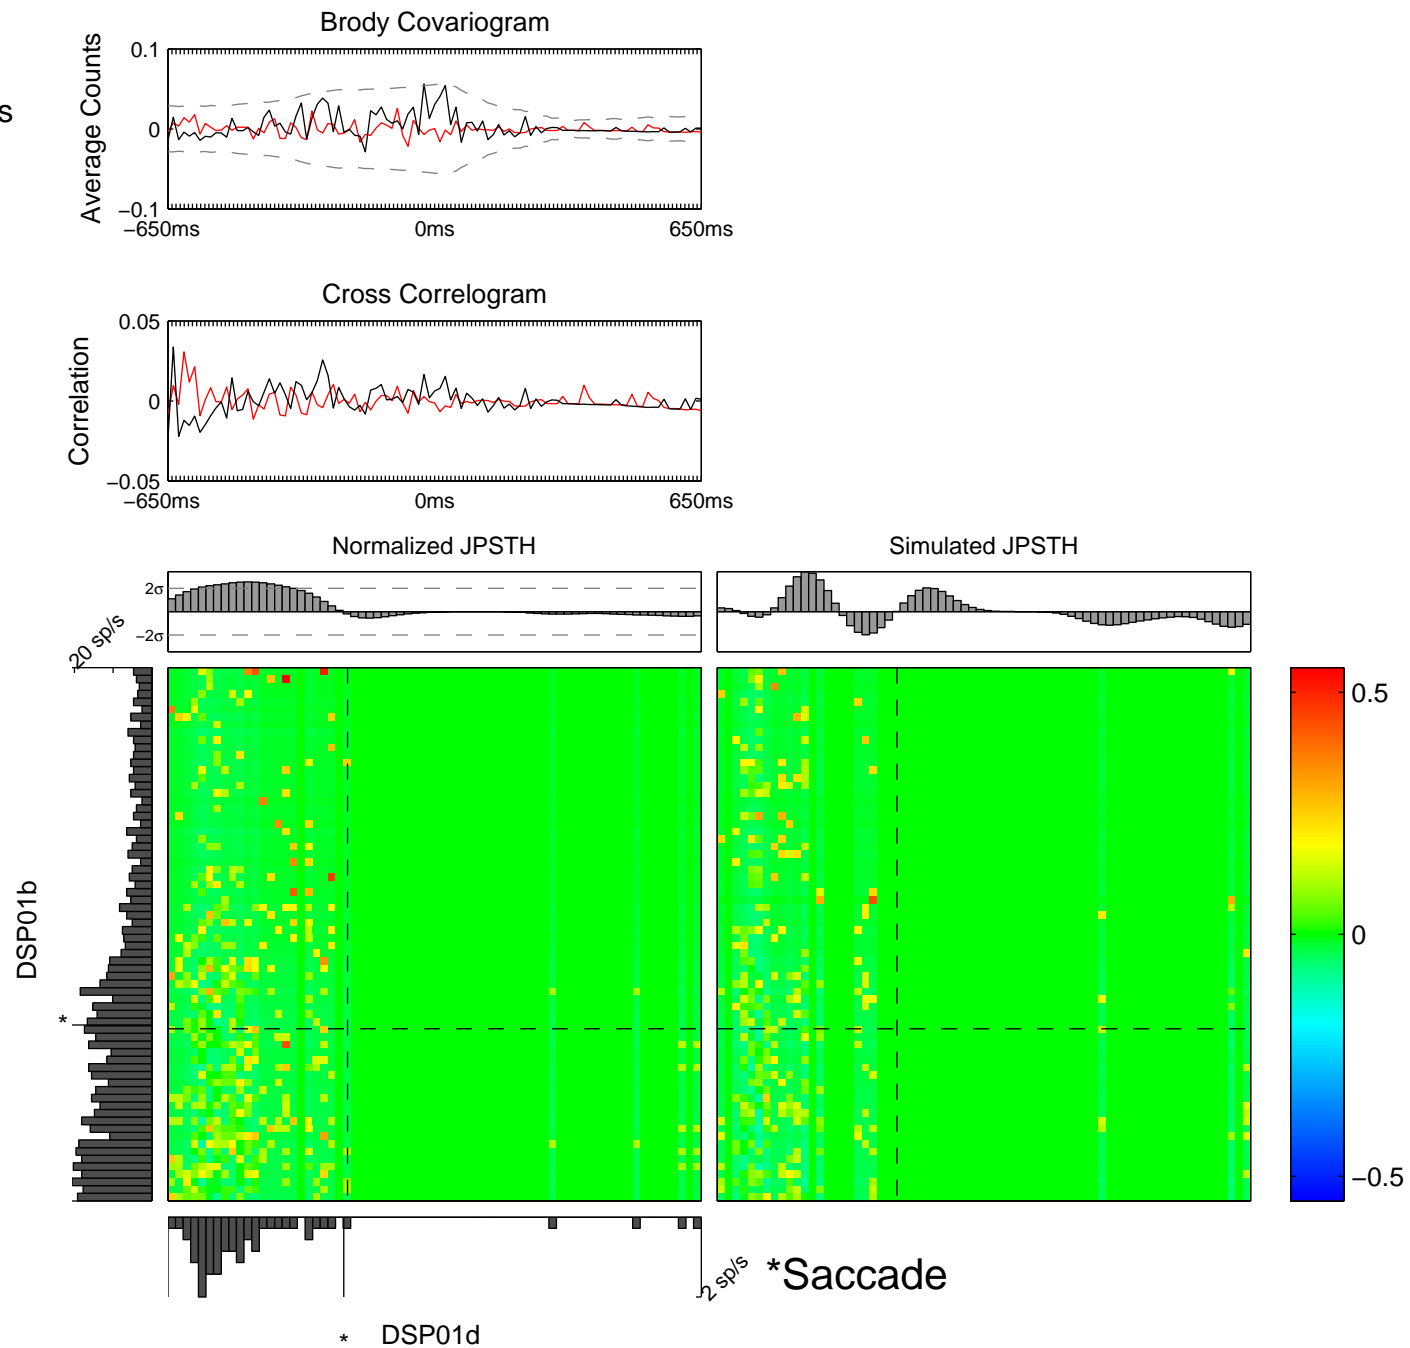 Brody Covariogram
s
Average Counts
0.1
0
−0.1
−650ms
0ms
650ms
Cross Correlogram
Correlation
0.05
0
−0.05
−650ms
0ms
650ms
Normalized JPSTH
Simulated JPSTH
2σ
−2σ
20 sp/s
DSP01b
*
0.5
0
−0.5
2 sp/s
*Saccade
* DSP01d